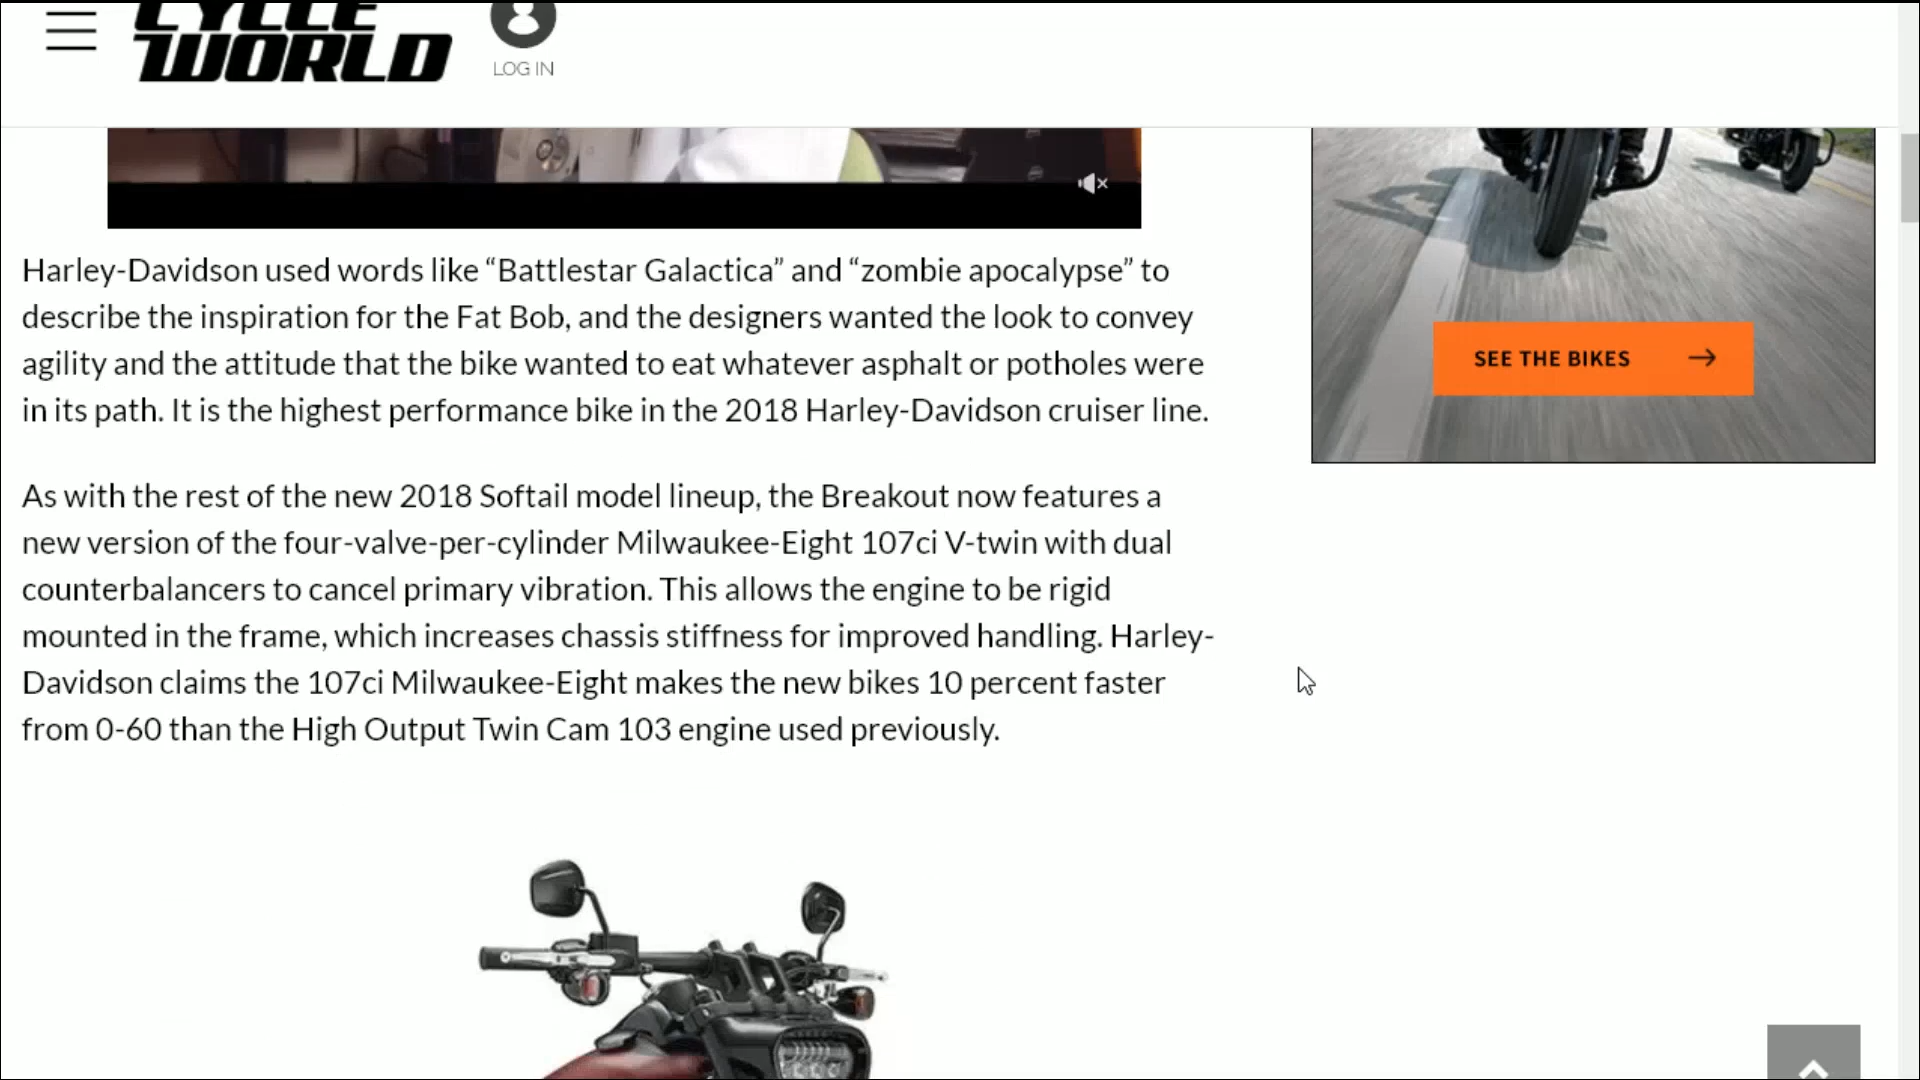 CYCLE
WORLD
LOG IN
Harley-Davidson used words like “Battlestar Galactica” and “zombie apocalypse” to
describe the inspiration for the Fat Bob, and the designers wanted the look to convey
agility and the attitude that the bike wanted to eat whatever asphalt or potholes were
in its path. It is the highest performance bike in the 2018 Harley-Davidson cruiser line.
SEE THE BIKES
As with the rest of the new 2018 Softail model lineup, the Breakout now features a
new version of the four-valve-per-cylinder Milwaukee-Eight 107ci V-twin with dual
counterbalancers to cancel primary vibration. This allows the engine to be rigid
mounted in the frame, which increases chassis stiffness for improved handling. Harley-
Davidson claims the 107ci Milwaukee-Eight makes the new bikes 10 percent faster
from 0-60 than the High Output Twin Cam 103 engine used previously.